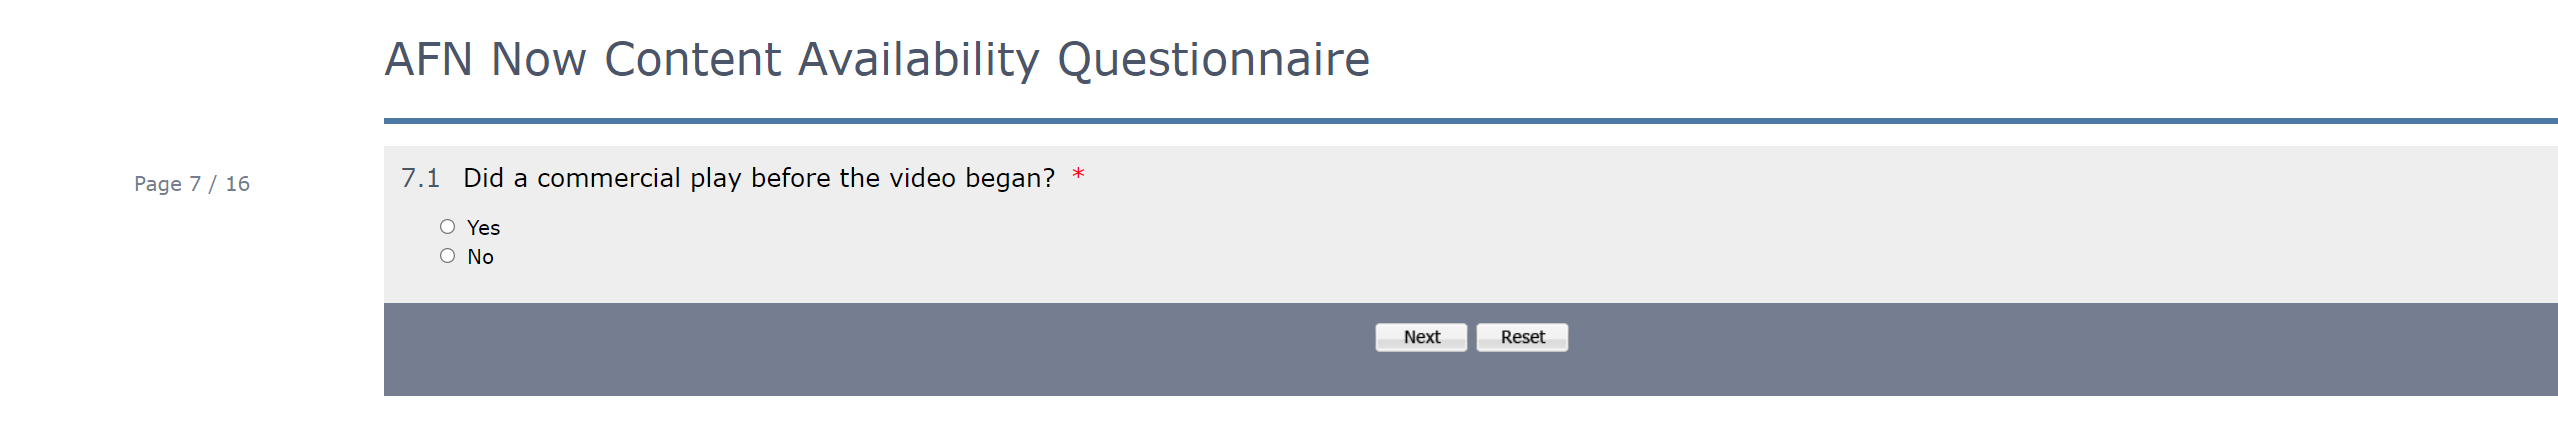 AFN Now Content Availability Questionnaire
Page 7 / 16
7.1 Did a commercial play before the video began? *
Yes
No
Next Reset